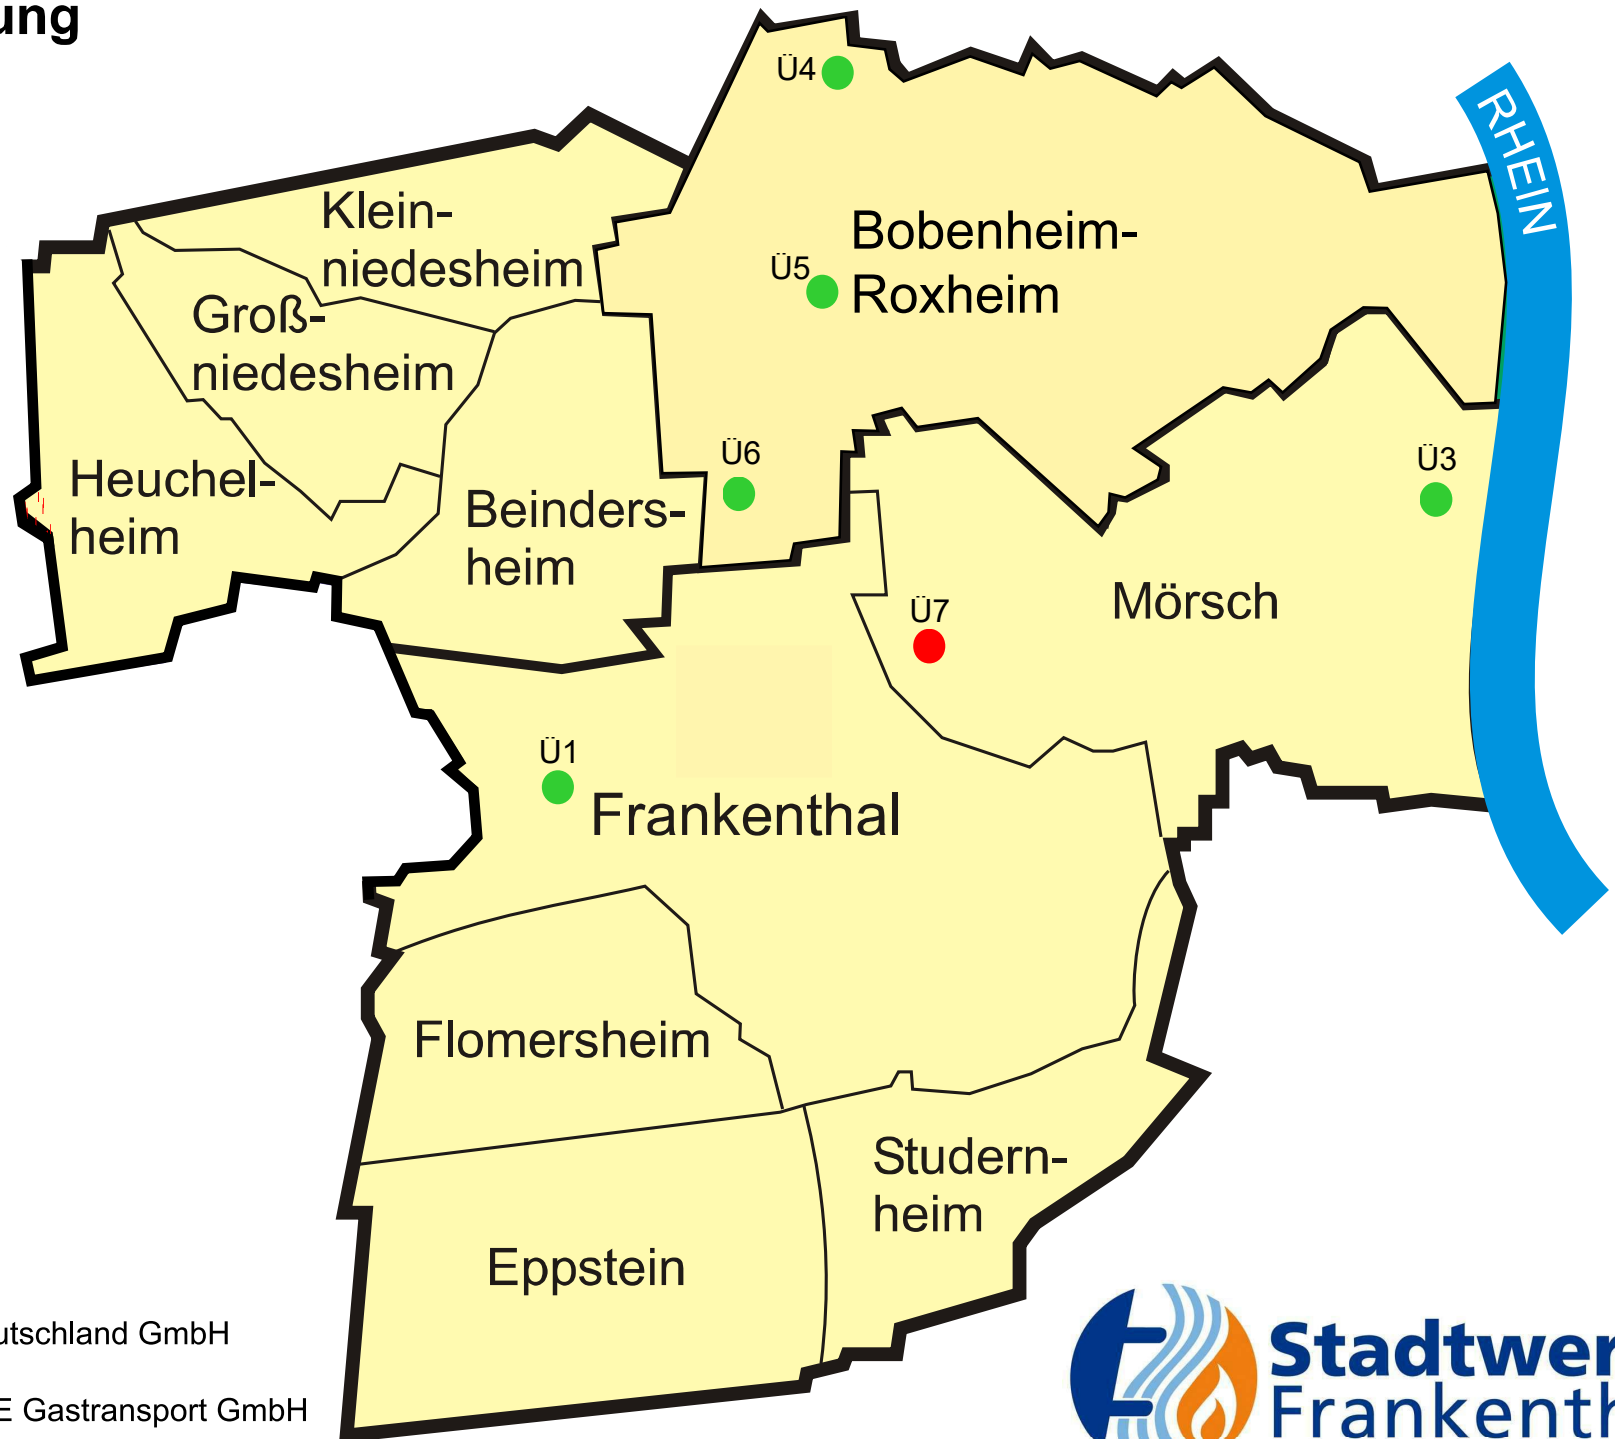 ung
Ü4
RHEIN
Klein-
niedesheim
Bobenheim-
Roxheim
Ü5
Groß-
niedesheim
Heuchel-
heim
Beinders-
heim
Ü6
Ü3
Mörsch
Ü7
Ü1
Frankenthal
Flomersheim
Studern-
heim
Eppstein
utschland GmbH
E Gastransport GmbH
Stadtwer
Frankenth